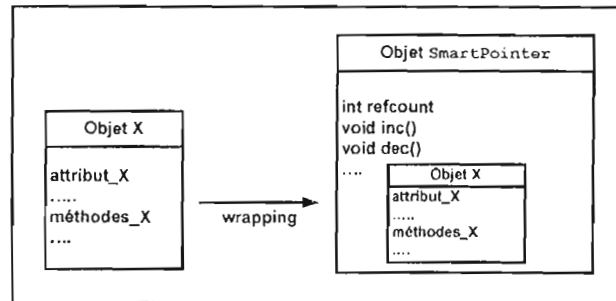 Objet X
attribut_X
.....
méthodes_X
....
wrapping
Objet SmartPointer
int refcount
void inc()
void dec()
....
Objet X
attribut_X
.....
méthodes_X
....